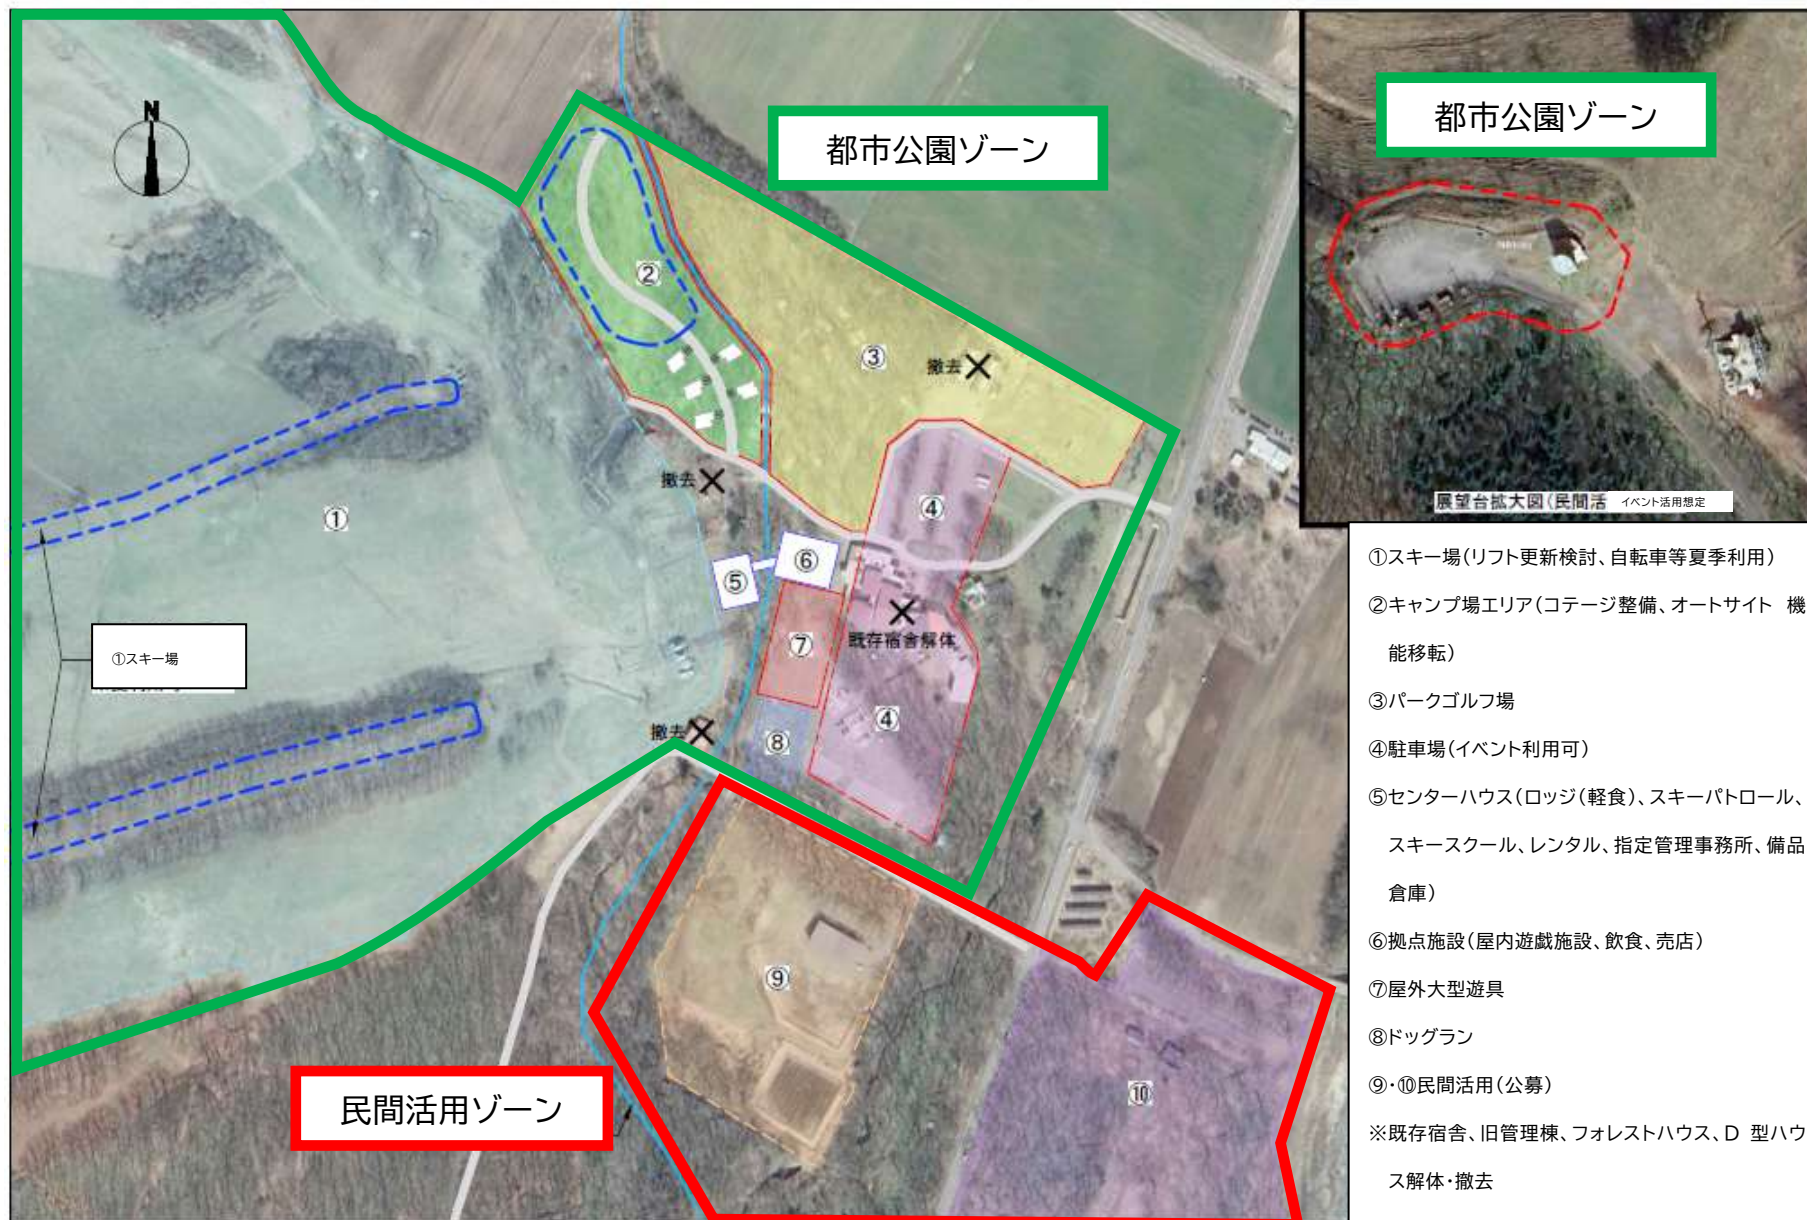 N
都市公園ゾーン
都市公園ゾーン
②
③
撤去
撤去
①
④
⑤
⑥
①スキー場
⑦
既存宿舎解体
④
撤去
⑧
⑨
⑩
民間活用ゾーン
展望台拡大図(民間活 イベント活用想定
①スキー場(リフト更新検討、自転車等夏季利用)
②キャンプ場エリア(コテージ整備、オートサイト 機
能移転)
③パークゴルフ場
④駐車場(イベント利用可)
⑤センターハウス(ロッジ(軽食)、スキーパトロール、
スキースクール、レンタル、指定管理事務所、備品
倉庫)
⑥拠点施設(屋内遊戯施設、飲食、売店)
⑦屋外大型遊具
⑧ドッグラン
⑨・⑩民間活用(公募)
※既存宿舎、旧管理棟、フォレストハウス、D 型ハウ
ス解体・撤去